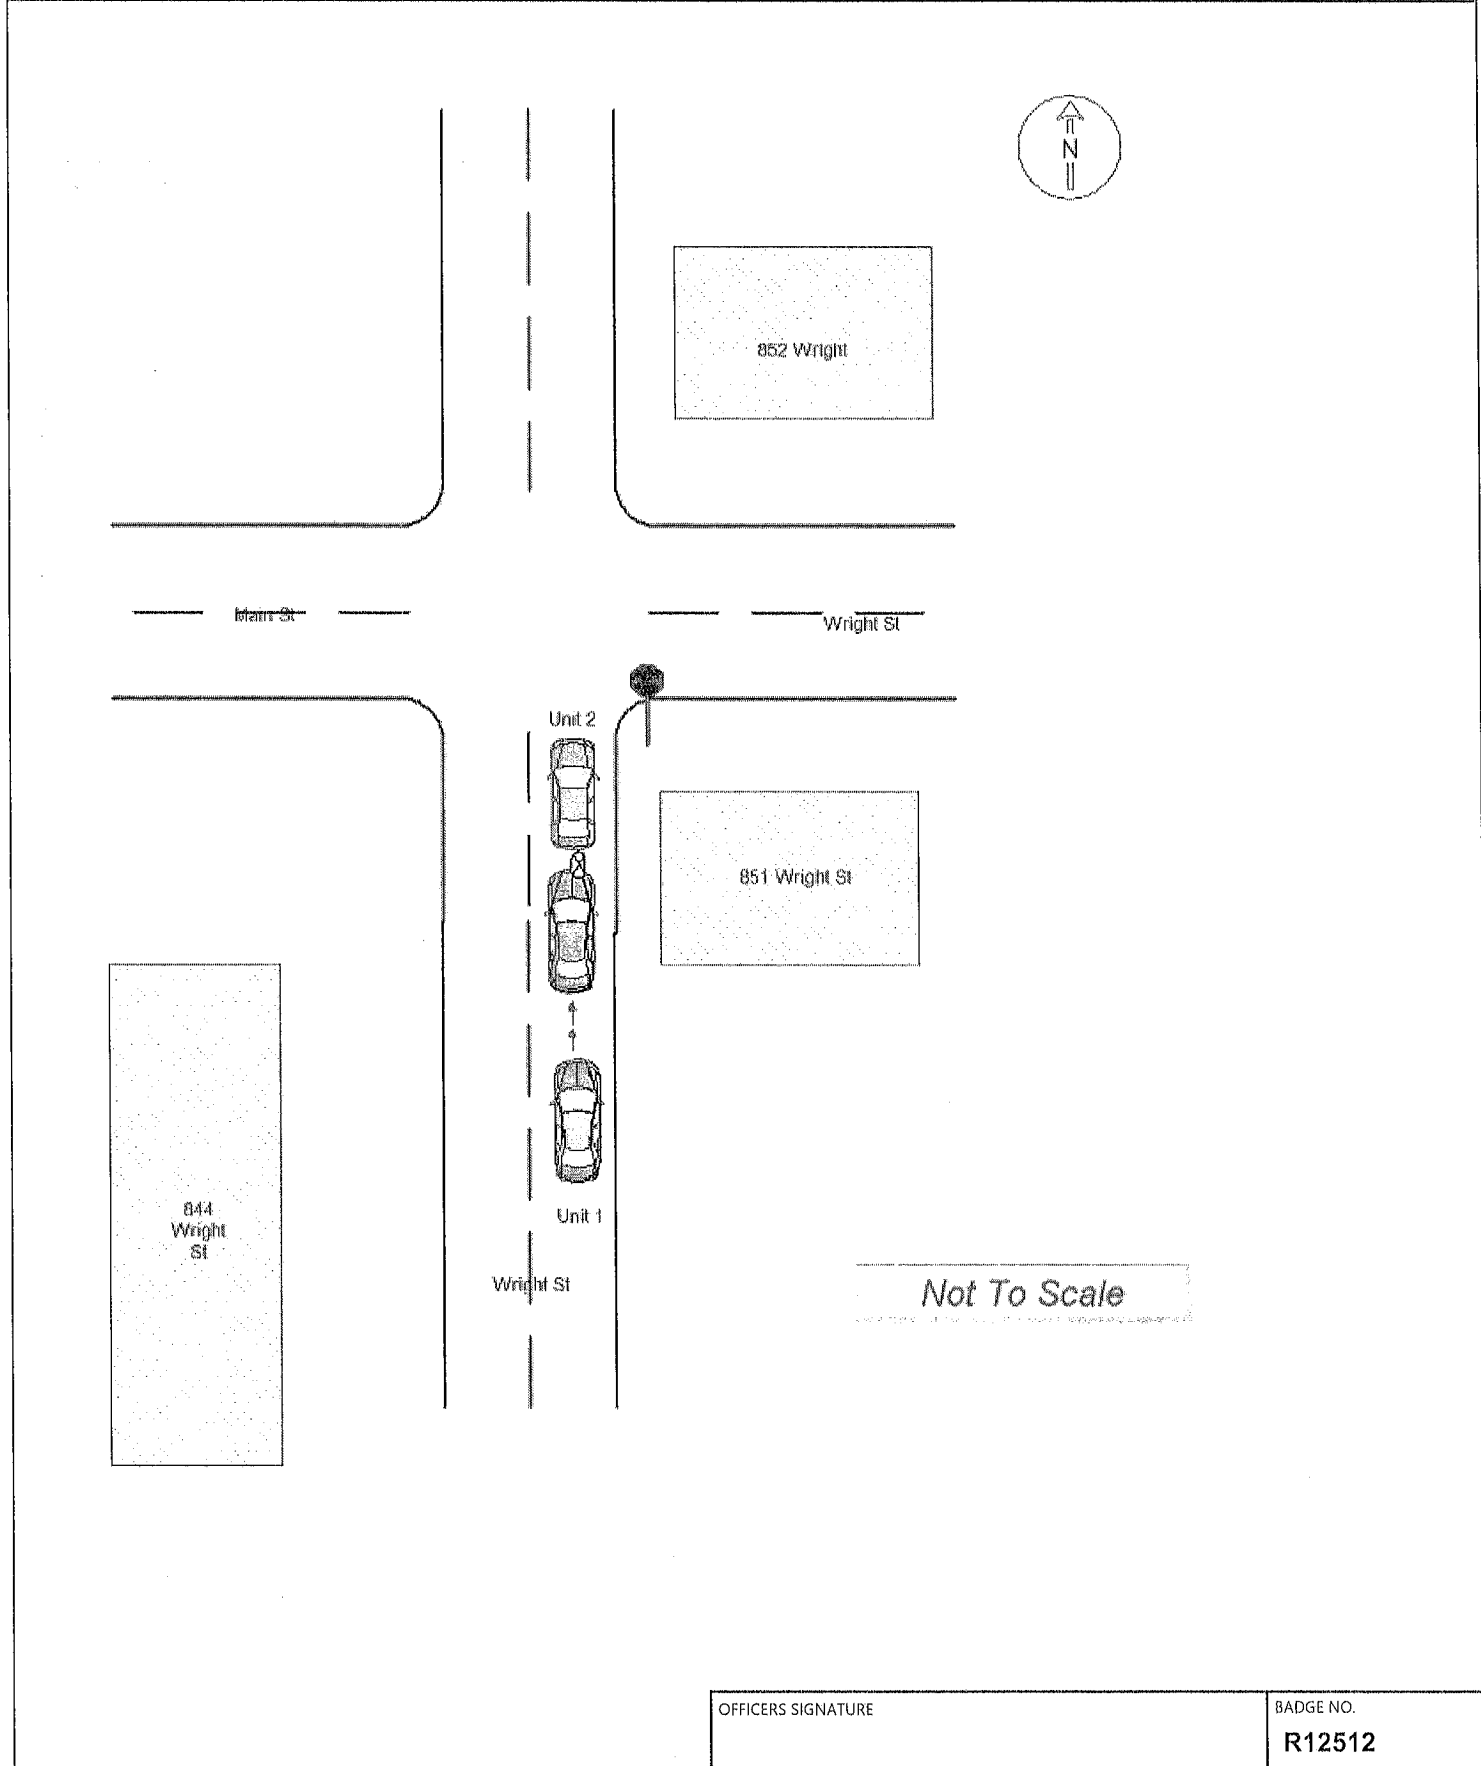 N
852 Wright
Main St
Wright St
Unit 2
851 Wright St
844
Wright
St
Unit 1
Wright St
Not To Scale
OFFICERS SIGNATURE
BADGE NO.
R12512